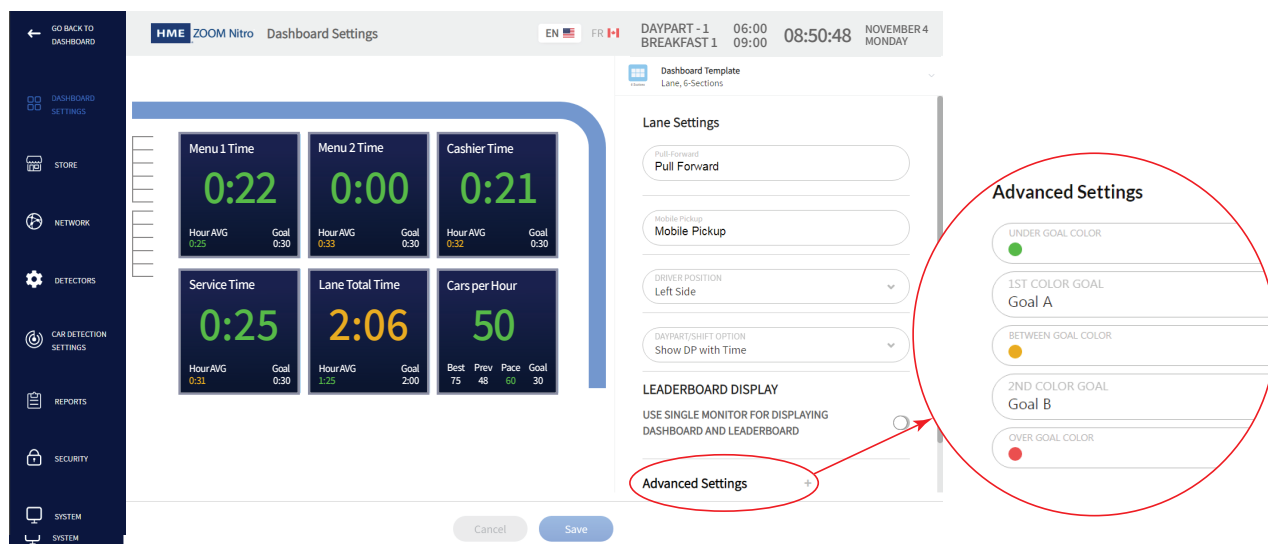 GO BACK TO
DASHBOARD
HME ZOOM Nitro Dashboard Settings
EN FR
DAYPART - 1 06:00
BREAKFAST 1 09:00
08:50:48
NOVEMBER 4
MONDAY
DASHBOARD
SETTINGS
STORE
NETWORK
DETECTORS
CAR DETECTION
SETTINGS
REPORTS
SECURITY
SYSTEM
SYSTEM
Menu 1 Time
0:22
Hour AVG Goal
0:25 0:30
Menu 2 Time
0:00
Hour AVG Goal
0:33 0:30
Cashier Time
0:21
Hour AVG Goal
0:32 0:30
Service Time
0:25
Hour AVG Goal
0:31 0:30
Lane Total Time
2:06
Hour AVG Goal
1:25 2:00
Cars per Hour
50
Best Prev Pace Goal
75 48 60 30
Dashboard Template
Lane, 6-Sections
Lane Settings
Pull-Forward
Pull Forward
Mobile Pickup
Mobile Pickup
DRIVER POSITION
Left Side
DAYPART/SHIFT OPTION
Show DP with Time
LEADERBOARD DISPLAY
USE SINGLE MONITOR FOR DISPLAYING
DASHBOARD AND LEADERBOARD
Advanced Settings +
Cancel Save
Advanced Settings
UNDER GOAL COLOR
1ST COLOR GOAL
Goal A
BETWEEN GOAL COLOR
2ND COLOR GOAL
Goal B
OVER GOAL COLOR